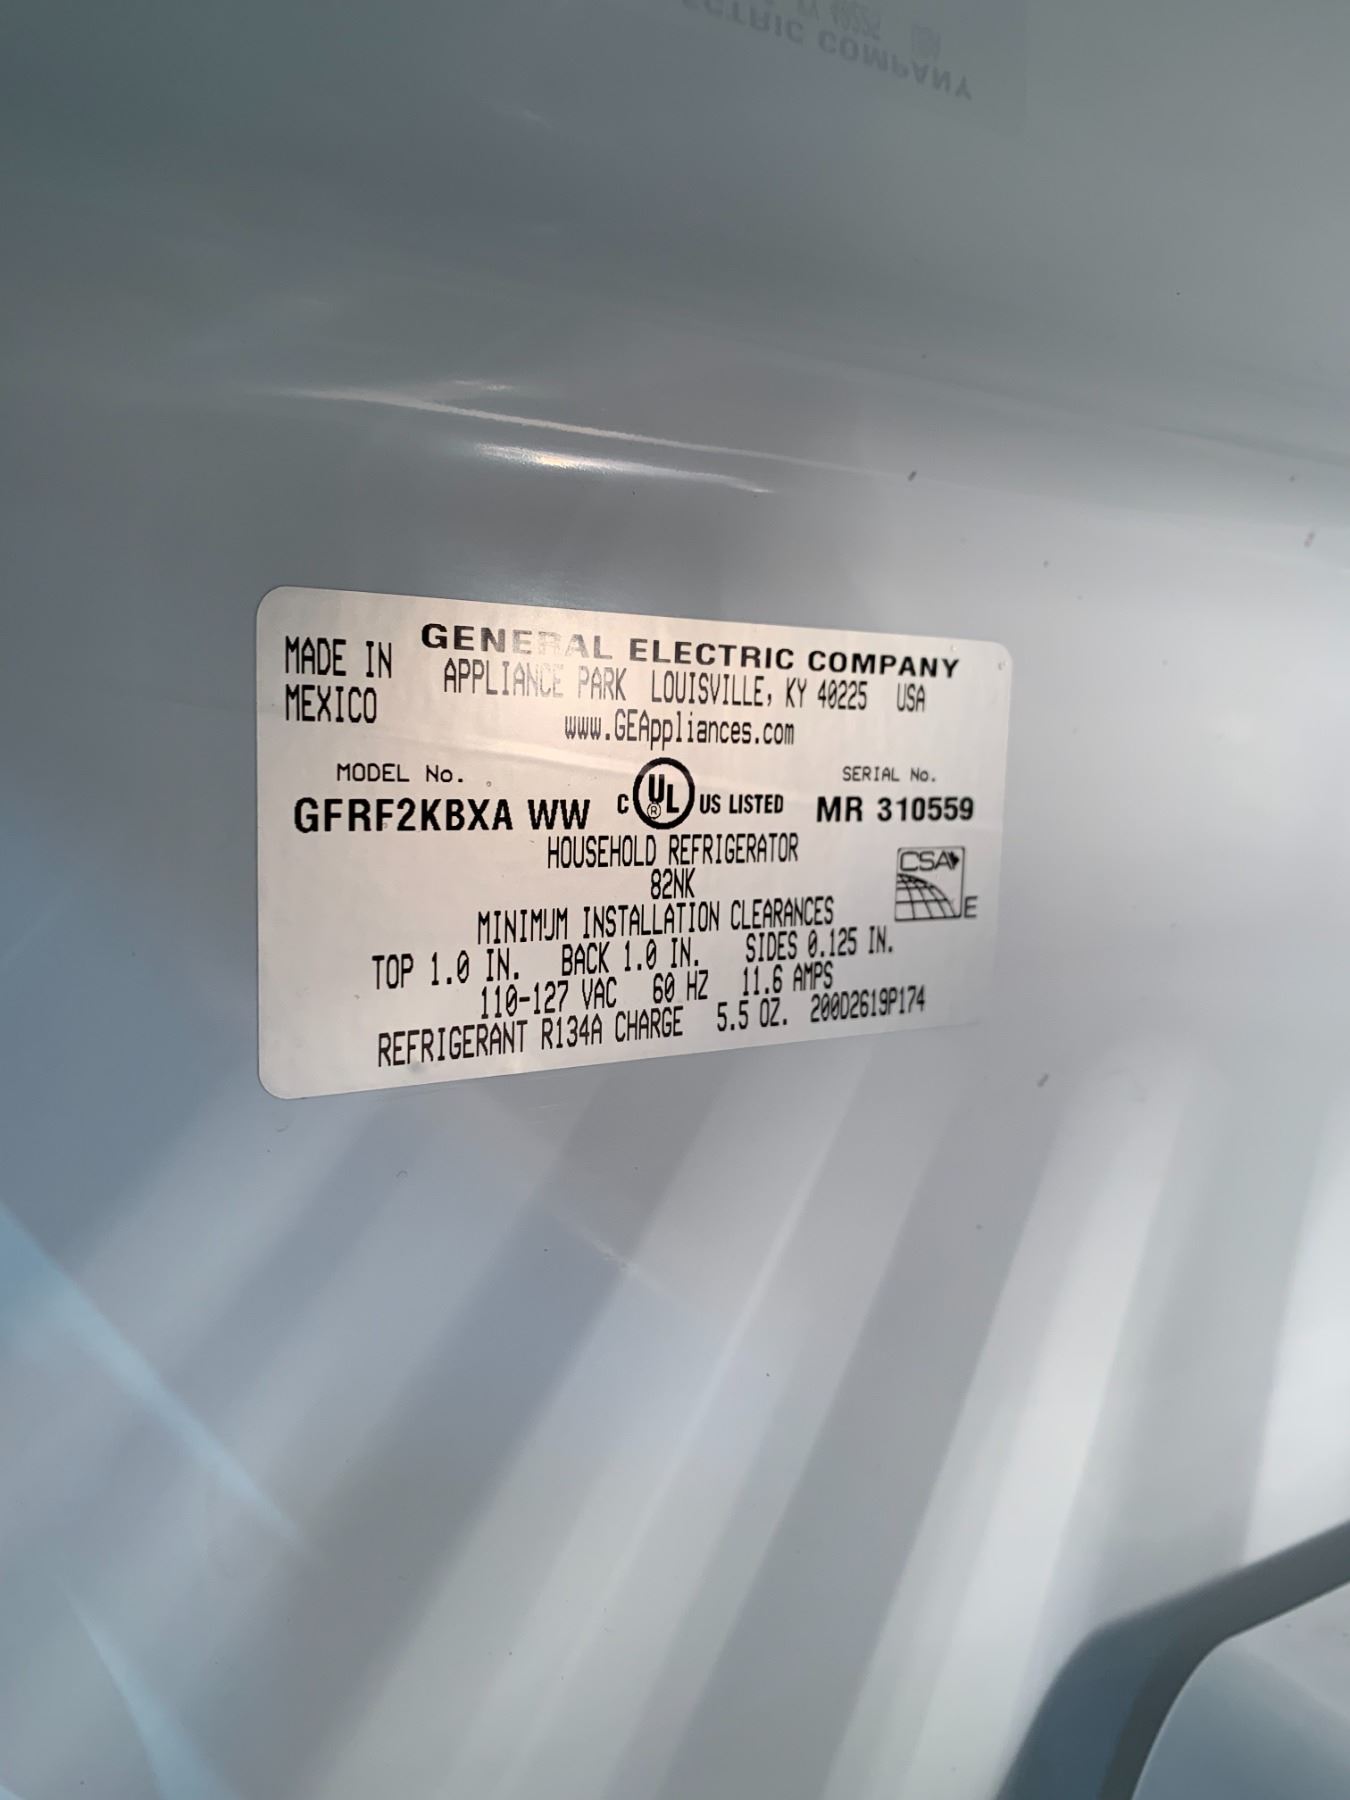 MADE IN
MEXICO
GENERAL ELECTRIC COMPANY
APPLIANCE PARK LOUISVILLE, KY 40225 USA
www.GEAppliances.com
MODEL No.
GFRF2KBXA WW
C UL ® US LISTED
SERIAL No.
MR 310559
HOUSEHOLD REFRIGERATOR
82NK
CSA
E
MINIMUM INSTALLATION CLEARANCES
TOP 1.0 IN. BACK 1.0 IN. SIDES 0.125 IN.
110-127 VAC 60 HZ 11.6 AMPS
REFRIGERANT R134A CHARGE 5.5 OZ. 200D2619P174